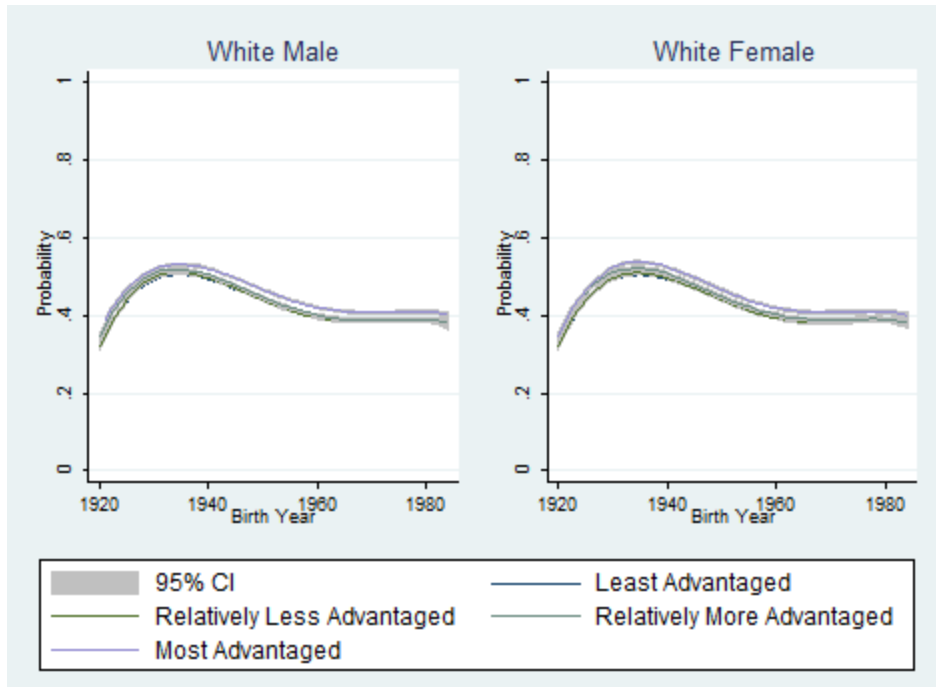 White Male
White Female
1
.8
.6
.4
.2
0
Probability
1920 1940 1960 1980
Birth Year
1
.8
.6
.4
.2
0
Probability
1920 1940 1960 1980
Birth Year
95% CI
Least Advantaged
Relatively Less Advantaged
Relatively More Advantaged
Most Advantaged